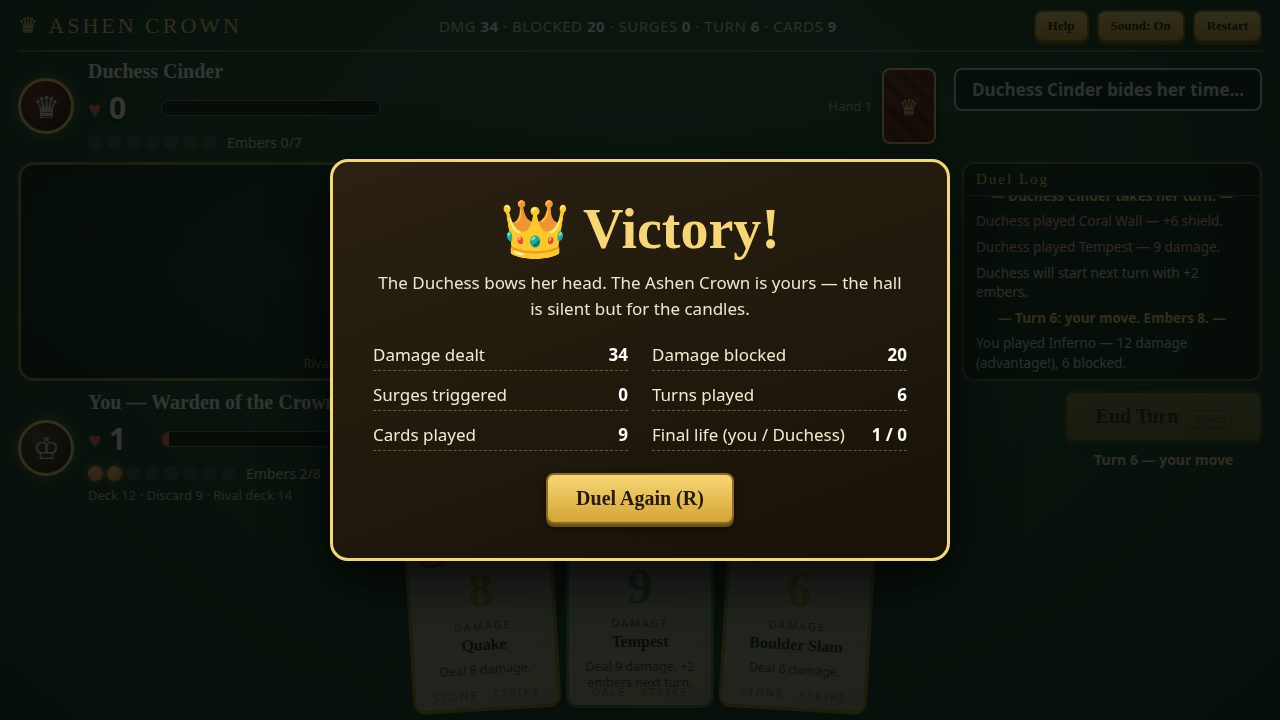 ♛ ASHEN CROWN
DMG 34 · BLOCKED 20 · SURGES 0 · TURN 6 · CARDS 9
Help
Sound: On
Restart
Duchess Cinder
♥ 0
Embers 0/7
Hand 1
Duchess Cinder bides her time...
Duel Log
— Duchess Cinder takes her turn. —
Duchess played Coral Wall — +6 shield.
Duchess played Tempest — 9 damage.
Duchess will start next turn with +2
embers.
— Turn 6: your move. Embers 8. —
You played Inferno — 12 damage
(advantage!), 6 blocked.
Riva
👑 Victory!
The Duchess bows her head. The Ashen Crown is yours — the hall
is silent but for the candles.
Damage dealt 34
Damage blocked 20
Surges triggered 0
Turns played 6
Cards played 9
Final life (you / Duchess) 1 / 0
Duel Again (R)
You — Warden of the Crown
♥ 1
Embers 2/8
Deck 12 · Discard 9 · Rival deck 14
End Turn Space
Turn 6 — your move
8
DAMAGE
Quake
Deal 8 damage.
STONE · STRIKE
9
DAMAGE
Tempest
Deal 9 damage. +2
embers next turn.
GALE · STRIKE
6
DAMAGE
Boulder Slam
Deal 6 damage.
STONE · STRIKE